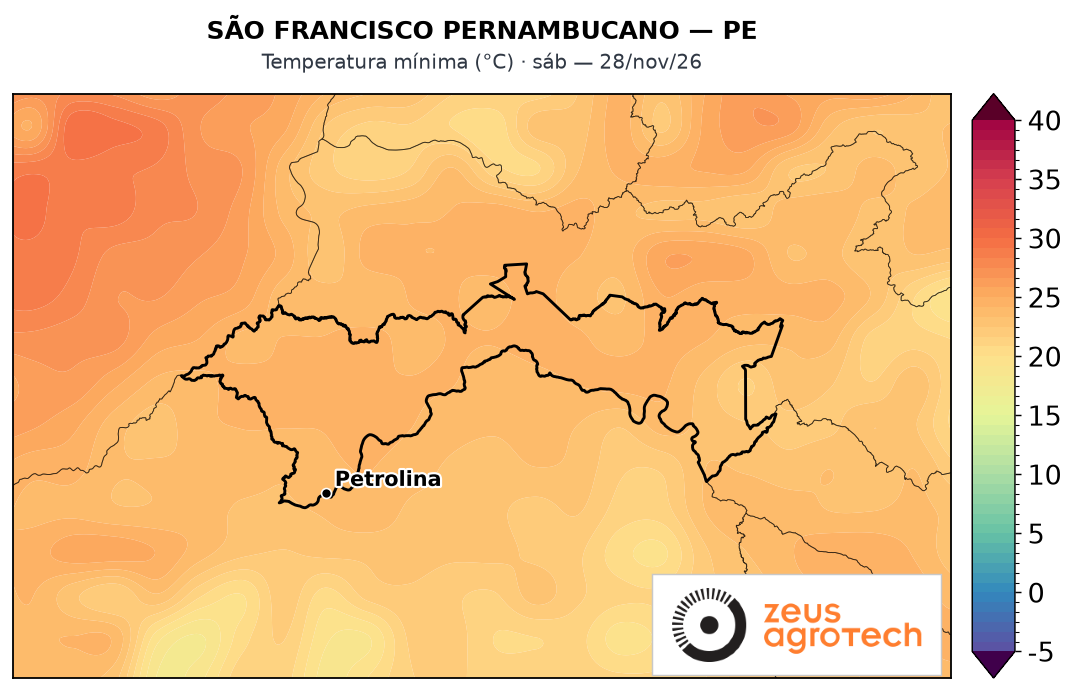 SÃO FRANCISCO PERNAMBUCANO — PE
Temperatura mínima (°C) · sáb — 28/nov/26
40
35
30
25
20
15
10
5
0
-5
Petrolina
zeus
agrotech